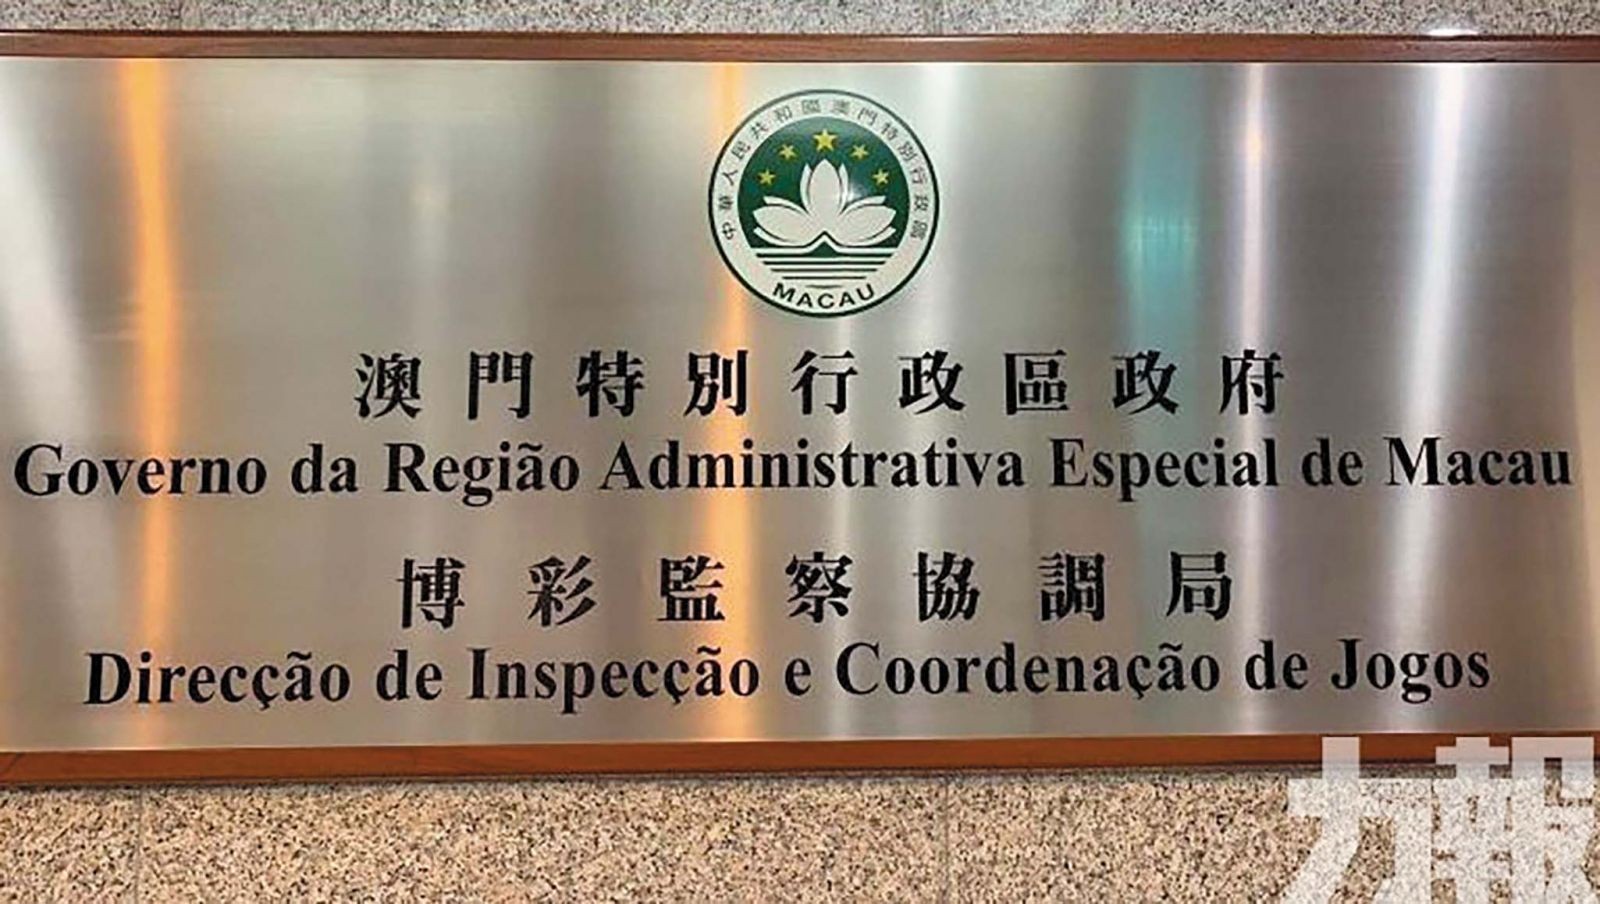 中華人民共和國澳門特別行政區
MACAU
澳門特別行政區政府
Governo da Região Administrativa Especial de Macau
博彩監察協調局
Direcção de Inspecção e Coordenação de Jogos
力報